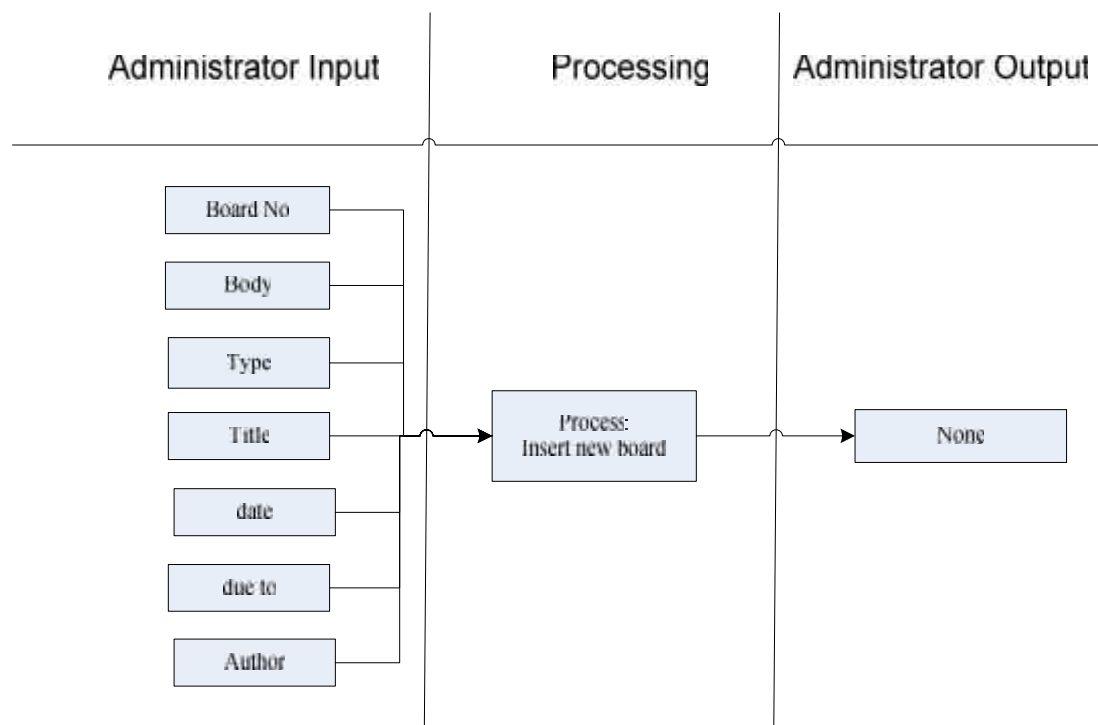 Administrator Input
Processing
Administrator Output
Board No
Body
Type
Title
date
due to
Author
Process:
Insert new board
None